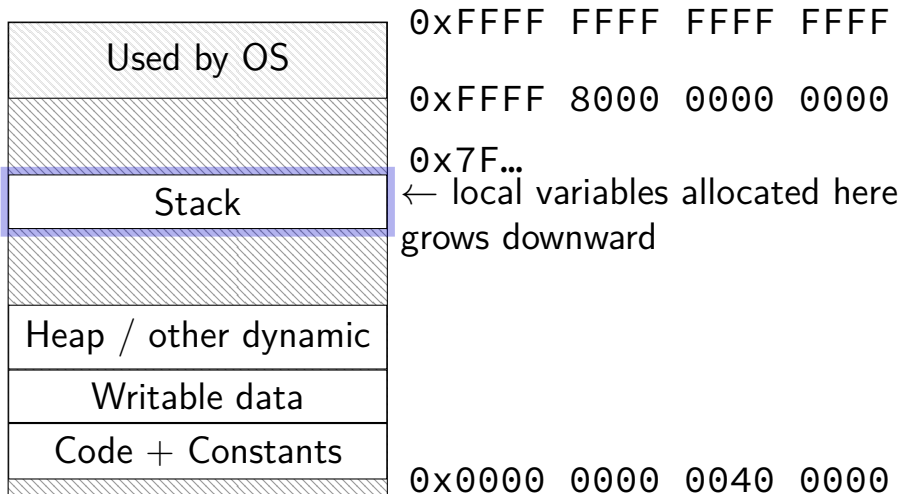 0xFFFF FFFF FFFF FFFF
Used by OS
0xFFFF 8000 0000 0000
0x7F…
Stack
← local variables allocated here
grows downward
Heap / other dynamic
Writable data
Code + Constants
0x0000 0000 0040 0000